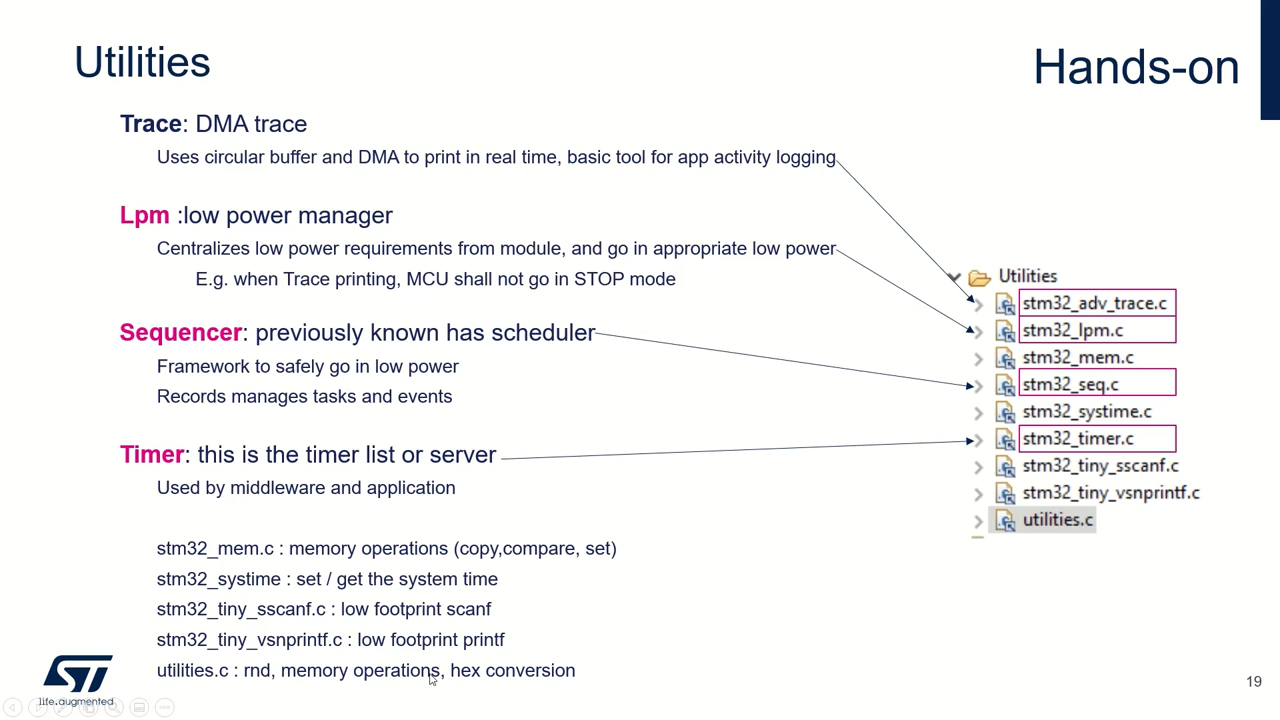 Utilities
Hands-on
Trace: DMA trace
Uses circular buffer and DMA to print in real time, basic tool for app activity logging
Lpm :low power manager
Centralizes low power requirements from module, and go in appropriate low power
E.g. when Trace printing, MCU shall not go in STOP mode
Sequencer: previously known has scheduler
Framework to safely go in low power
Records manages tasks and events
Timer: this is the timer list or server
Used by middleware and application
stm32_mem.c : memory operations (copy,compare, set)
stm32_systime : set / get the system time
stm32_tiny_sscanf.c : low footprint scanf
stm32_tiny_vsnprintf.c : low footprint printf
utilities.c : rnd, memory operations, hex conversion
Utilities
stm32_adv_trace.c
stm32_lpm.c
stm32_mem.c
stm32_seq.c
stm32_systime.c
stm32_timer.c
stm32_tiny_sscanf.c
stm32_tiny_vsnprintf.c
utilities.c
ST
life.augmented
19